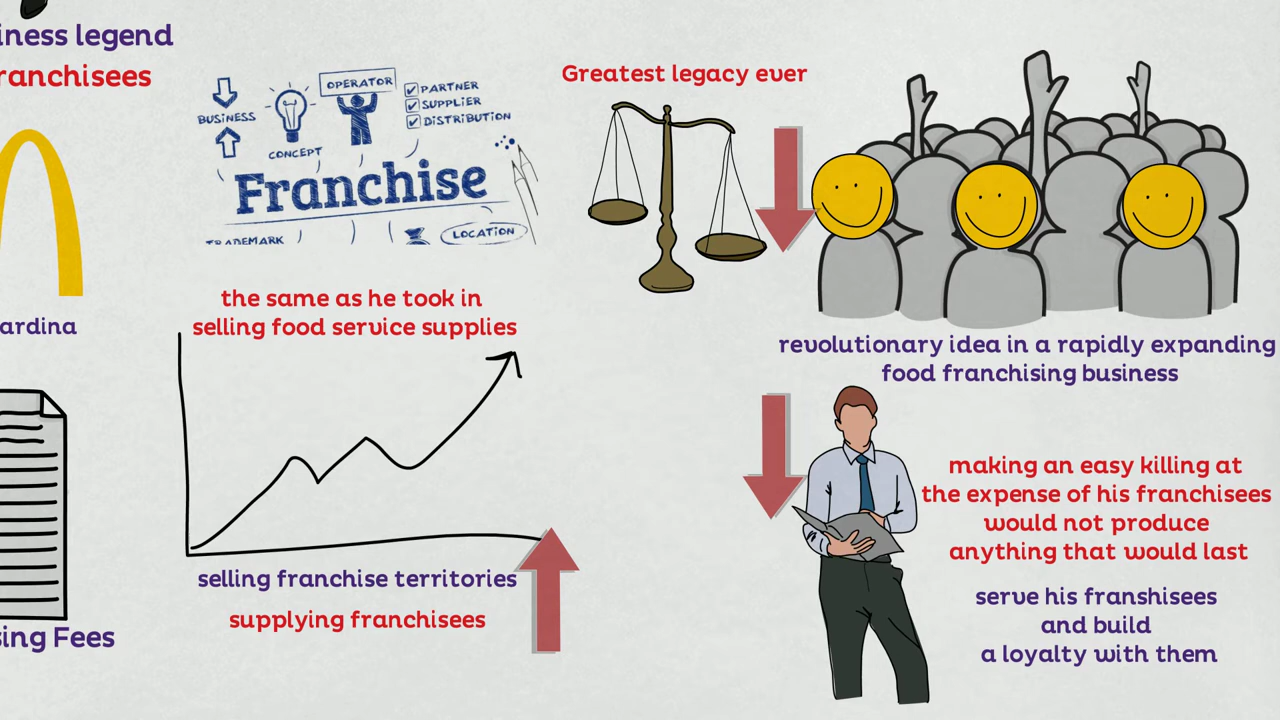 iness legend
ranchisees
ardina
sing Fees
BUSINESS
CONCEPT
OPERATOR
PARTNER
SUPPLIER
DISTRIBUTION
Franchise
TRADEMARK
LOCATION
the same as he took in
selling food service supplies
selling franchise territories
supplying franchisees
Greatest legacy ever
revolutionary idea in a rapidly expanding
food franchising business
making an easy killing at
the expense of his franchisees
would not produce
anything that would last
serve his franshisees
and build
a loyalty with them